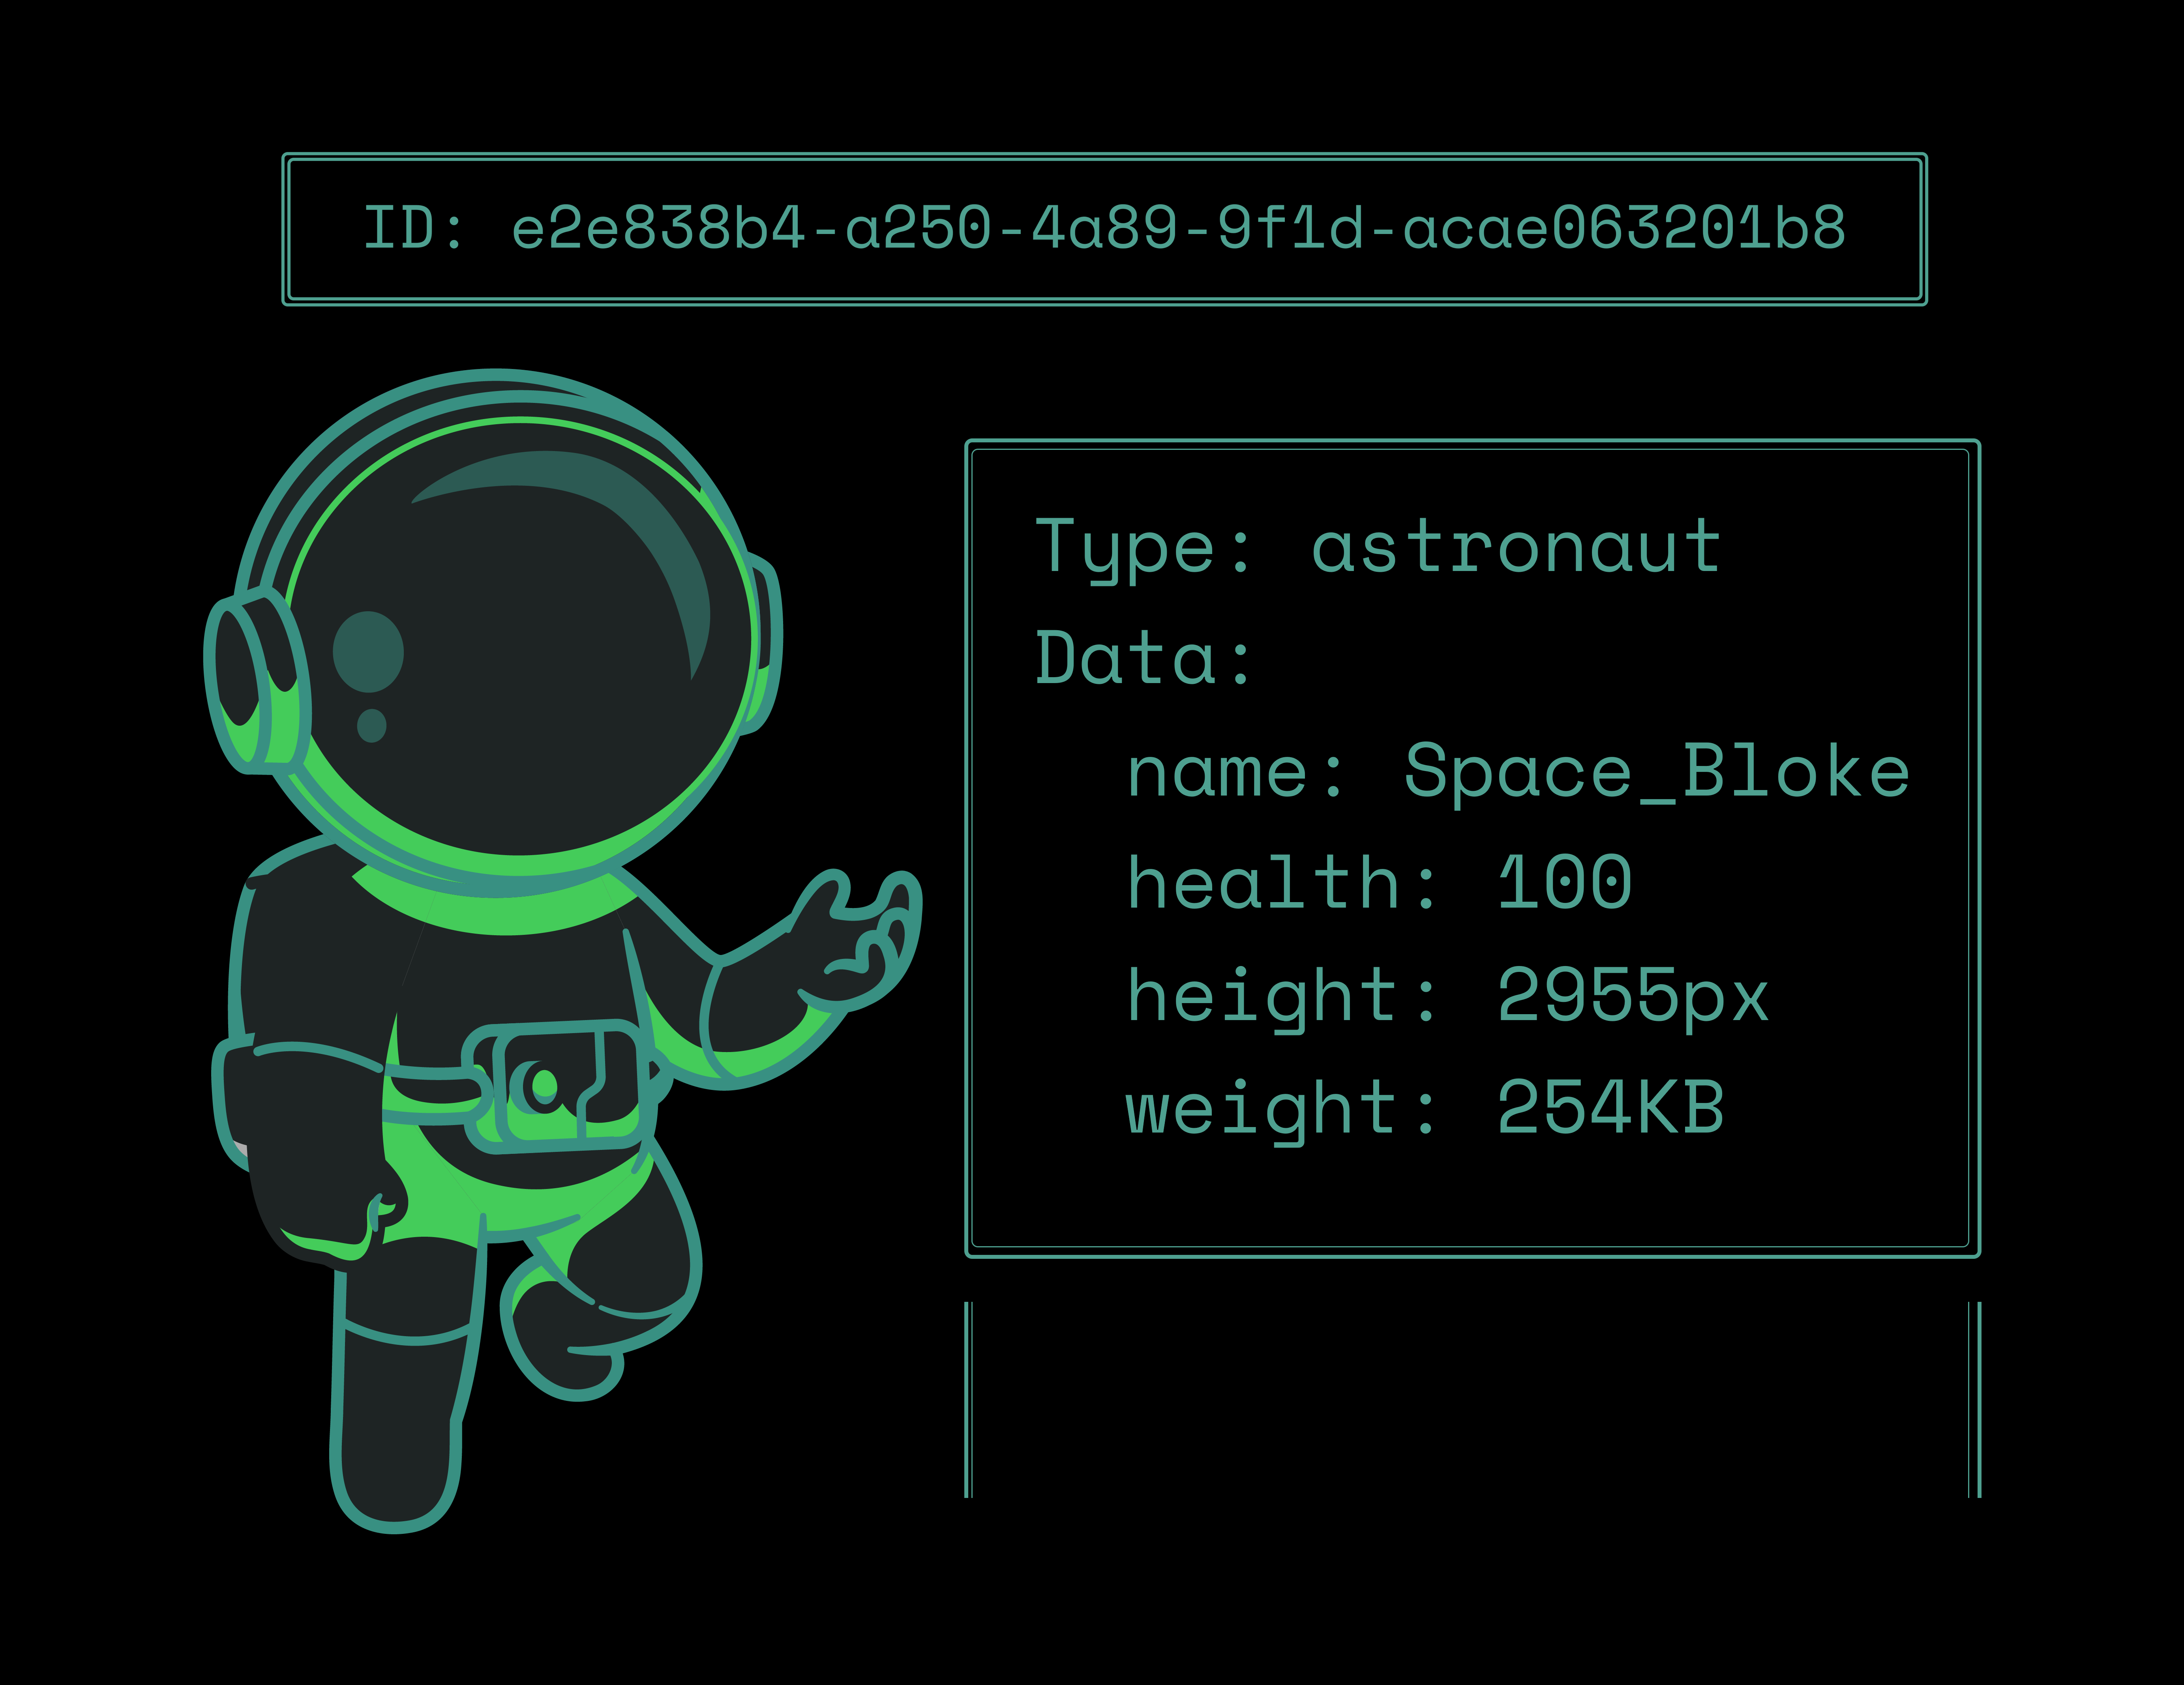 ID: e2e838b4-a250-4a89-9f1d-acae063201b8
Type: astronaut
Data:
name: Space_Bloke
health: 100
height: 2955px
weight: 254KB